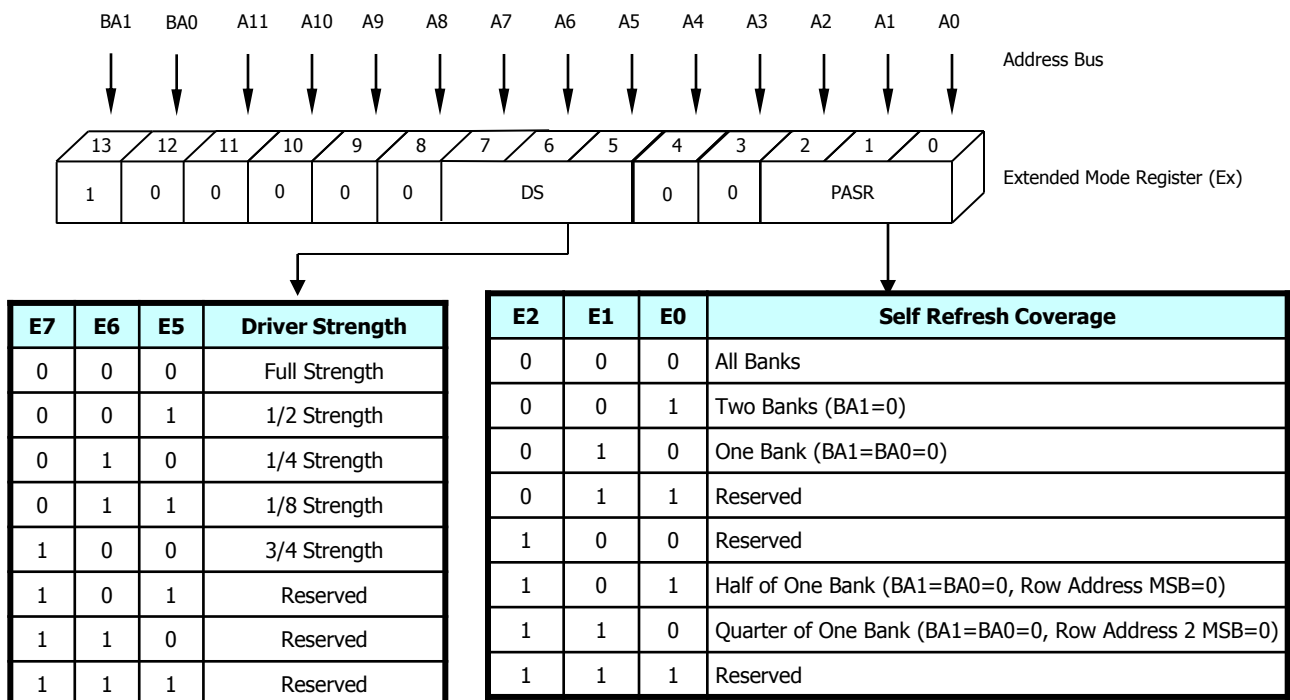 BA1 BA0 A11 A10 A9 A8 A7 A6 A5 A4 A3 A2 A1 A0
Address Bus
13 12 11 10 9 8 7 6 5 4 3 2 1 0
1 0 0 0 0 0 DS 0 0 PASR
Extended Mode Register (Ex)
E7 E6 E5 Driver Strength
0 0 0 Full Strength
0 0 1 1/2 Strength
0 1 0 1/4 Strength
0 1 1 1/8 Strength
1 0 0 3/4 Strength
1 0 1 Reserved
1 1 0 Reserved
1 1 1 Reserved
E2 E1 E0 Self Refresh Coverage
0 0 0 All Banks
0 0 1 Two Banks (BA1=0)
0 1 0 One Bank (BA1=BA0=0)
0 1 1 Reserved
1 0 0 Reserved
1 0 1 Half of One Bank (BA1=BA0=0, Row Address MSB=0)
1 1 0 Quarter of One Bank (BA1=BA0=0, Row Address 2 MSB=0)
1 1 1 Reserved